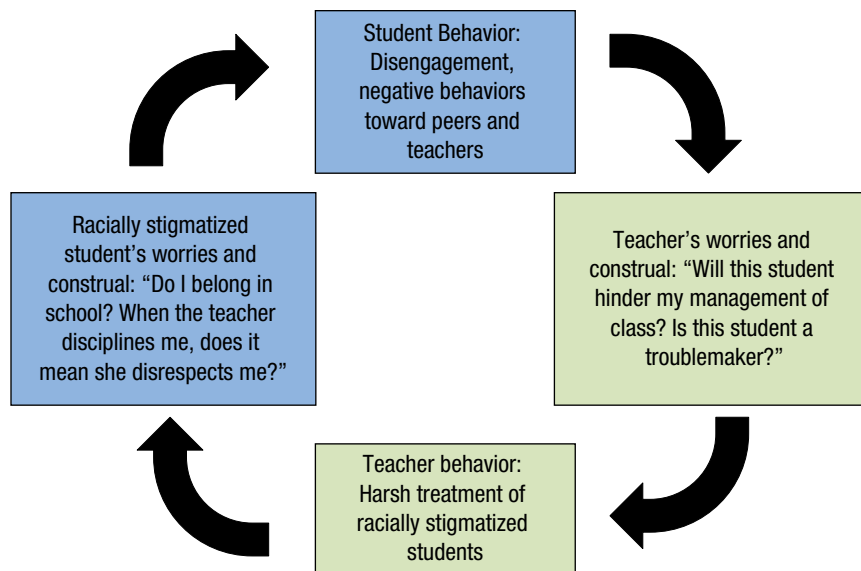 Student Behavior:
Disengagement,
negative behaviors
toward peers and
teachers
Racially stigmatized
student’s worries and
construal: “Do I belong in
school? When the teacher
disciplines me, does it
mean she disrespects me?”
Teacher’s worries and
construal: “Will this student
hinder my management of
class? Is this student a
troublemaker?”
Teacher behavior:
Harsh treatment of
racially stigmatized
students